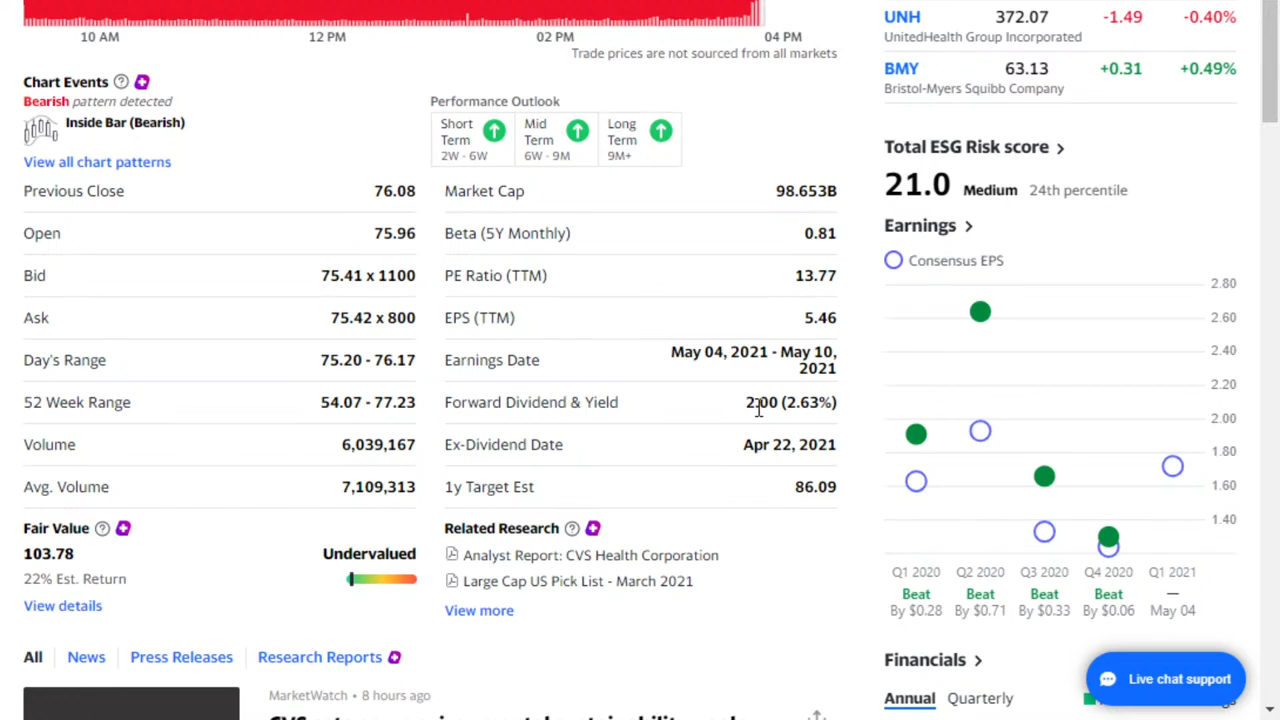 10 AM 12 PM 02 PM 04 PM
Trade prices are not sourced from all markets
Chart Events
Bearish pattern detected
Inside Bar (Bearish)
View all chart patterns
Performance Outlook
Short Term 2W - 6W
Mid Term 6W - 9M
Long Term 9M+
Previous Close 76.08
Open 75.96
Bid 75.41 x 1100
Ask 75.42 x 800
Day's Range 75.20 - 76.17
52 Week Range 54.07 - 77.23
Volume 6,039,167
Avg. Volume 7,109,313
Market Cap 98.653B
Beta (5Y Monthly) 0.81
PE Ratio (TTM) 13.77
EPS (TTM) 5.46
Earnings Date May 04, 2021 - May 10, 2021
Forward Dividend & Yield 2.00 (2.63%)
Ex-Dividend Date Apr 22, 2021
1y Target Est 86.09
Fair Value
103.78 Undervalued
22% Est. Return
View details
Related Research
Analyst Report: CVS Health Corporation
Large Cap US Pick List - March 2021
View more
All News Press Releases Research Reports
MarketWatch • 8 hours ago
UNH 372.07 -1.49 -0.40%
UnitedHealth Group Incorporated
BMY 63.13 +0.31 +0.49%
Bristol-Myers Squibb Company
Total ESG Risk score
21.0 Medium 24th percentile
Earnings
Consensus EPS
2.80
2.60
2.40
2.20
2.00
1.80
1.60
1.40
Q1 2020 Q2 2020 Q3 2020 Q4 2020 Q1 2021
Beat Beat Beat Beat —
By $0.28 By $0.71 By $0.33 By $0.06 May 04
Financials
Annual Quarterly
Live chat support